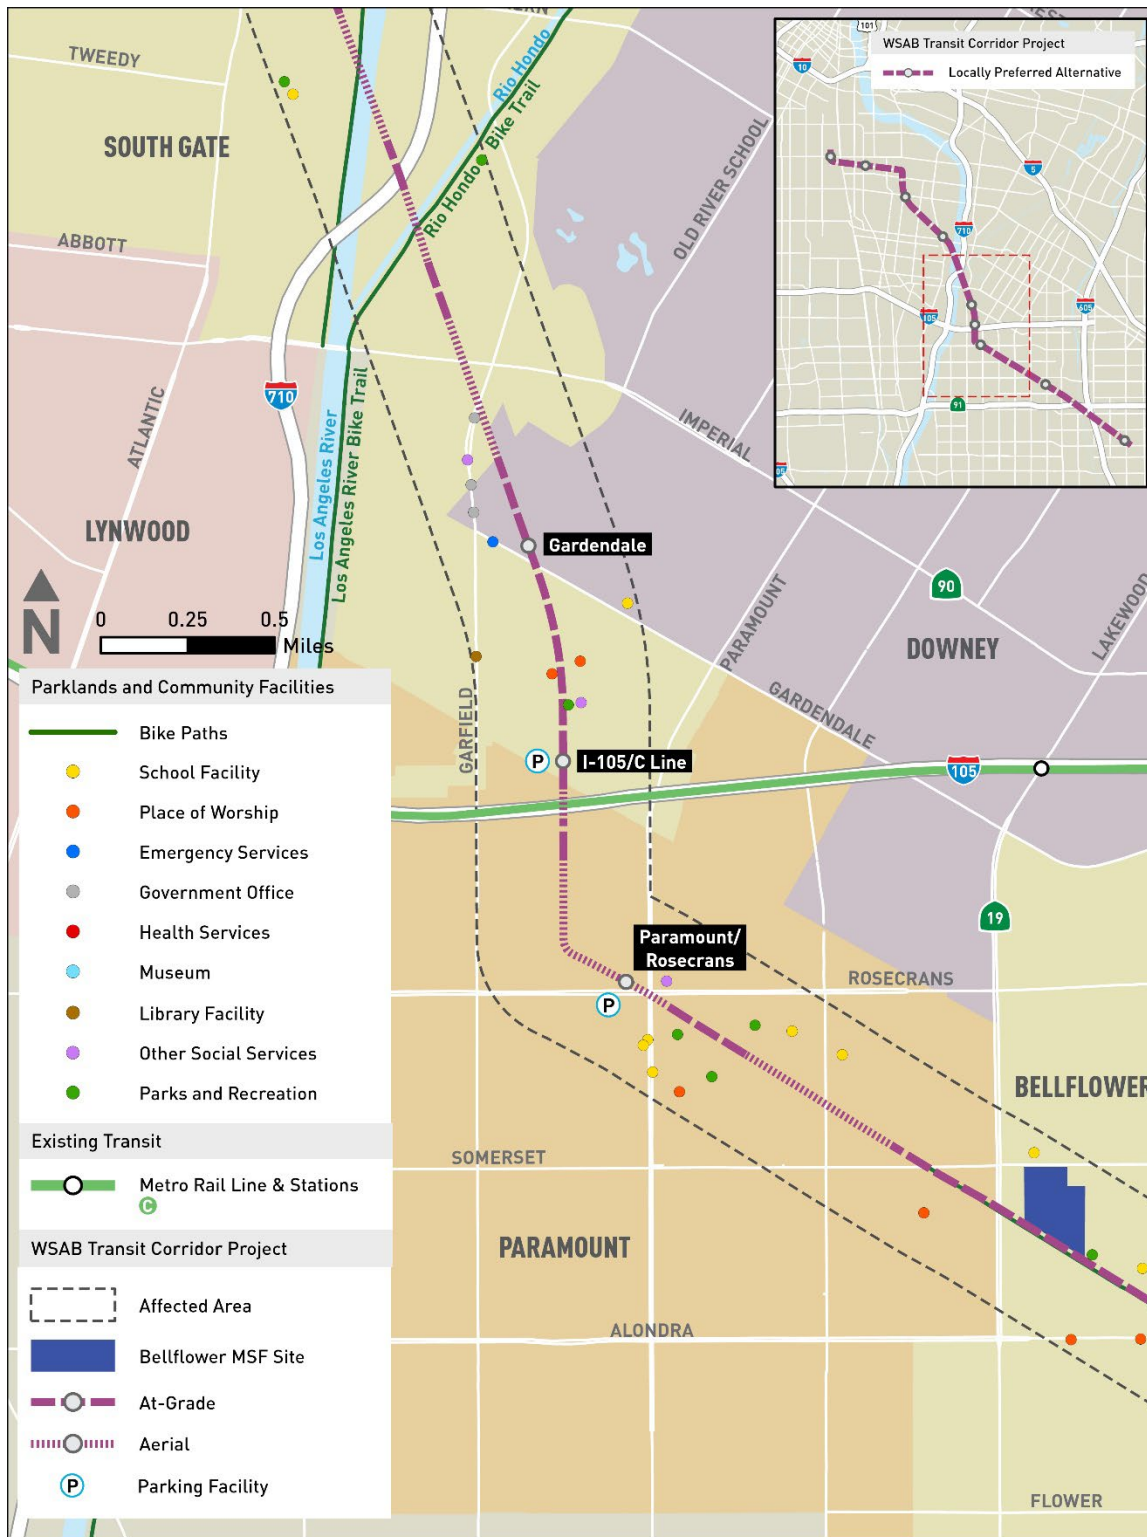 TWEEDY
SOUTH GATE
ABBOTT
ATLANTIC
LYNWOOD
710
Los Angeles River
Los Angeles River Bike Trail
Rio Hondo
Rio Hondo Bike Trail
OLD RIVER SCHOOL
IMPERIAL
WSAB Transit Corridor Project
Locally Preferred Alternative
101
10
5
710
105
605
91
Gardendale
PARAMOUNT
90
DOWNEY
LAKEWOOD
GARDENDALE
GARFIELD
P
I-105/C Line
105
19
Paramount/
Rosecrans
P
ROSECRANS
BELLFLOWER
SOMERSET
PARAMOUNT
ALONDRA
FLOWER
N
0 0.25 0.5
Miles
Parklands and Community Facilities
Bike Paths
School Facility
Place of Worship
Emergency Services
Government Office
Health Services
Museum
Library Facility
Other Social Services
Parks and Recreation
Existing Transit
Metro Rail Line & Stations
C
WSAB Transit Corridor Project
Affected Area
Bellflower MSF Site
At-Grade
Aerial
P Parking Facility